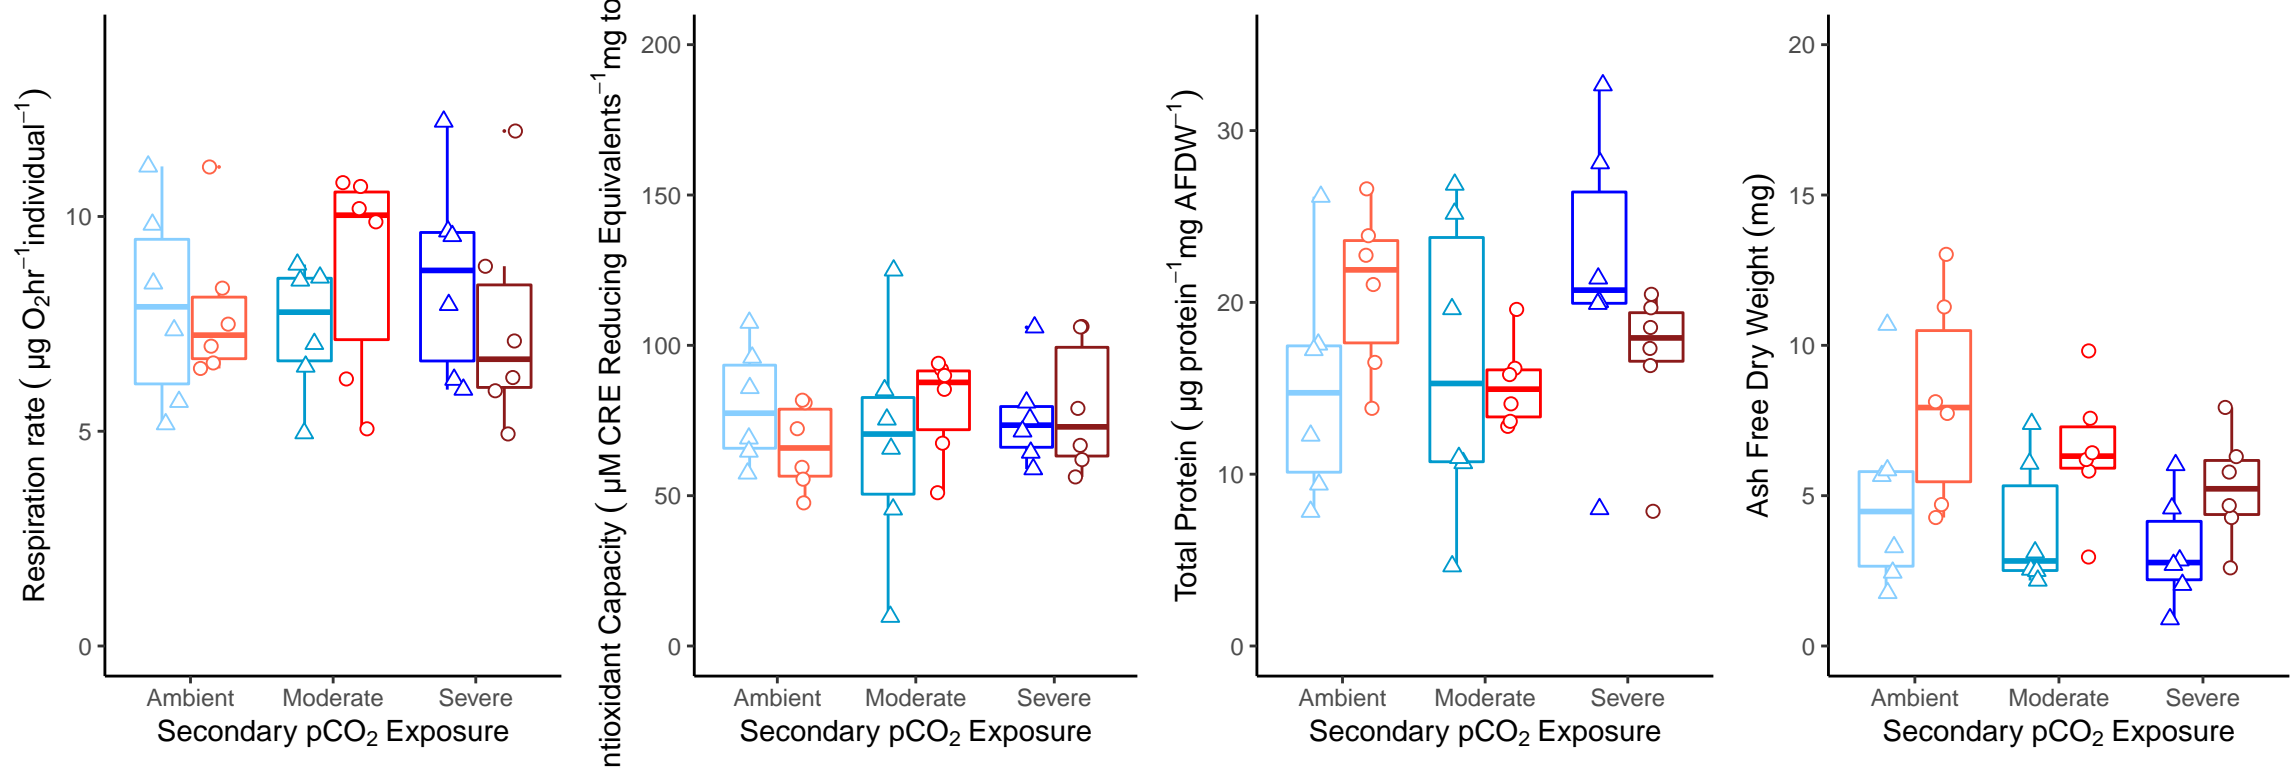 Respiration rate ( µg O₂hr⁻¹individual⁻¹)
10
5
0
Ambient Moderate Severe
Secondary pCO₂ Exposure
ntioxidant Capacity ( µM CRE Reducing Equivalents⁻¹mg to
200
150
100
50
0
Ambient Moderate Severe
Secondary pCO₂ Exposure
Total Protein ( µg protein⁻¹mg AFDW⁻¹)
30
20
10
0
Ambient Moderate Severe
Secondary pCO₂ Exposure
Ash Free Dry Weight (mg)
20
15
10
5
0
Ambient Moderate Severe
Secondary pCO₂ Exposure